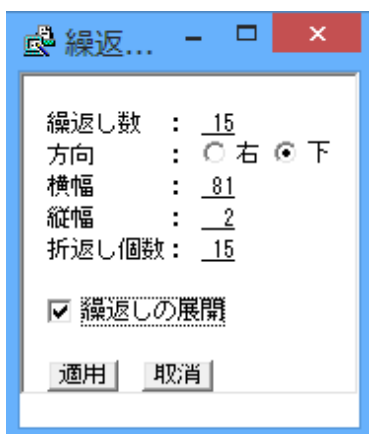 繰返...
繰返し数 : 15
方向 : 右 下
横幅 : 81
縦幅 : 2
折返し個数 : 15
繰返しの展開
適用 取消